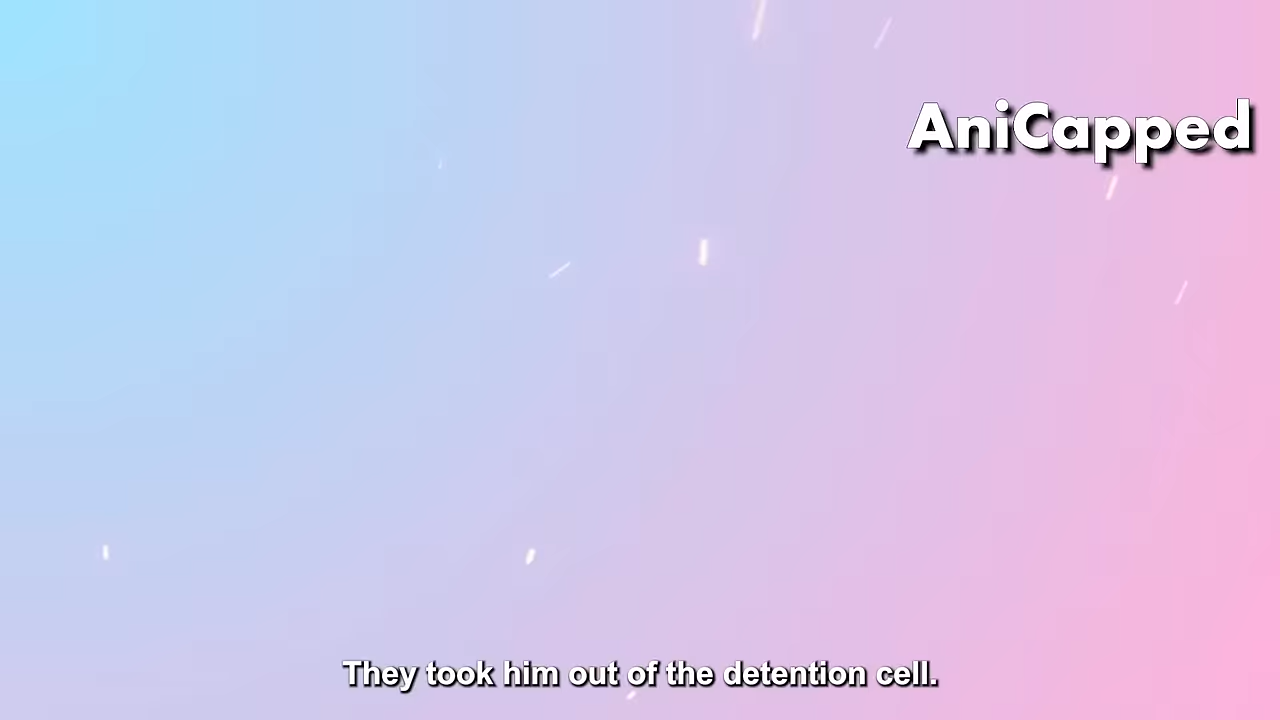 AniCapped
They took him out of the detention cell.